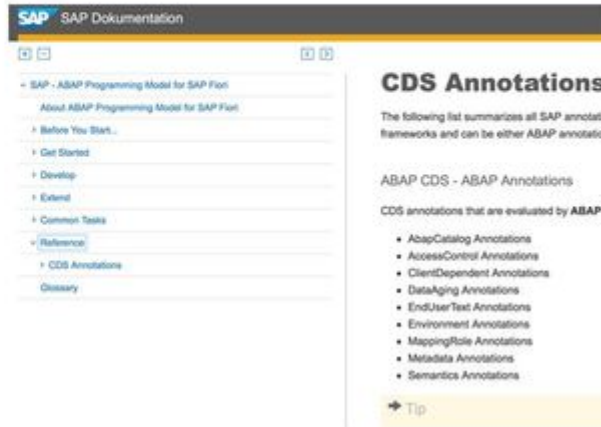 SAP SAP Dokumentation
SAP - ABAP Programming Model for SAP Fiori
About ABAP Programming Model for SAP Fiori
Before You Start...
Get Started
Develop
Extend
Common Tasks
Reference
CDS Annotations
Glossary
CDS Annotations
The following list summarizes all SAP annotati
frameworks and can be either ABAP annotatio
ABAP CDS - ABAP Annotations
CDS annotations that are evaluated by ABAP
AbapCatalog Annotations
AccessControl Annotations
ClientDependent Annotations
DataAging Annotations
EndUserText Annotations
Environment Annotations
MappingRole Annotations
Metadata Annotations
Semantics Annotations
Tip